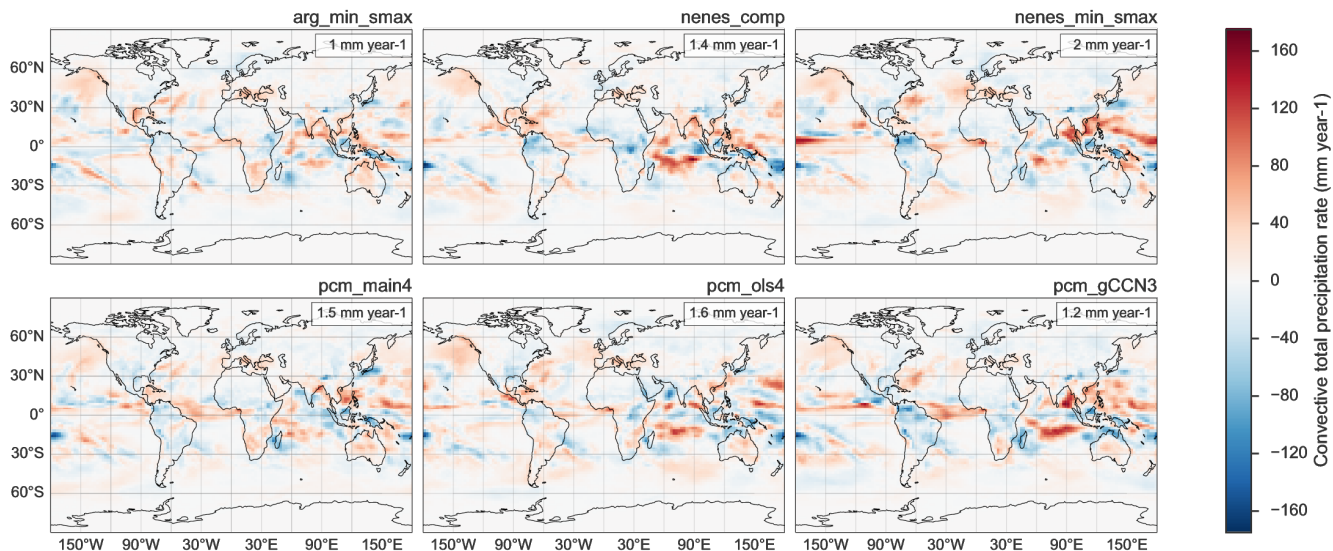 arg_min_smax
nenes_comp
nenes_min_smax
1 mm year-1
1.4 mm year-1
2 mm year-1
60°N
30°N
0°
30°S
60°S
pcm_main4
pcm_ols4
pcm_gCCN3
1.5 mm year-1
1.6 mm year-1
1.2 mm year-1
60°N
30°N
0°
30°S
60°S
150°W 90°W 30°W 30°E 90°E 150°E
150°W 90°W 30°W 30°E 90°E 150°E
150°W 90°W 30°W 30°E 90°E 150°E
160
120
80
40
0
−40
−80
−120
−160
Convective total precipitation rate (mm year-1)